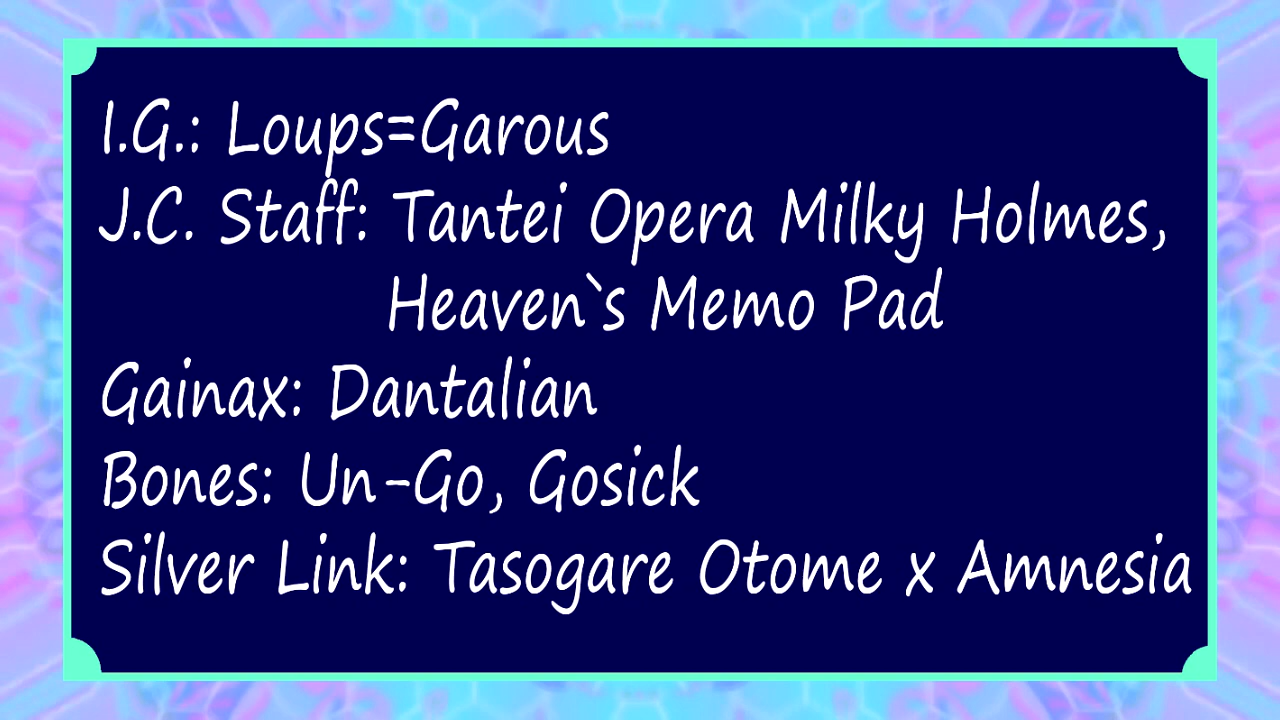 I.G.: Loups=Garous
J.C. Staff: Tantei Opera Milky Holmes,
Heaven`s Memo Pad
Gainax: Dantalian
Bones: Un-Go, Gosick
Silver Link: Tasogare Otome x Amnesia